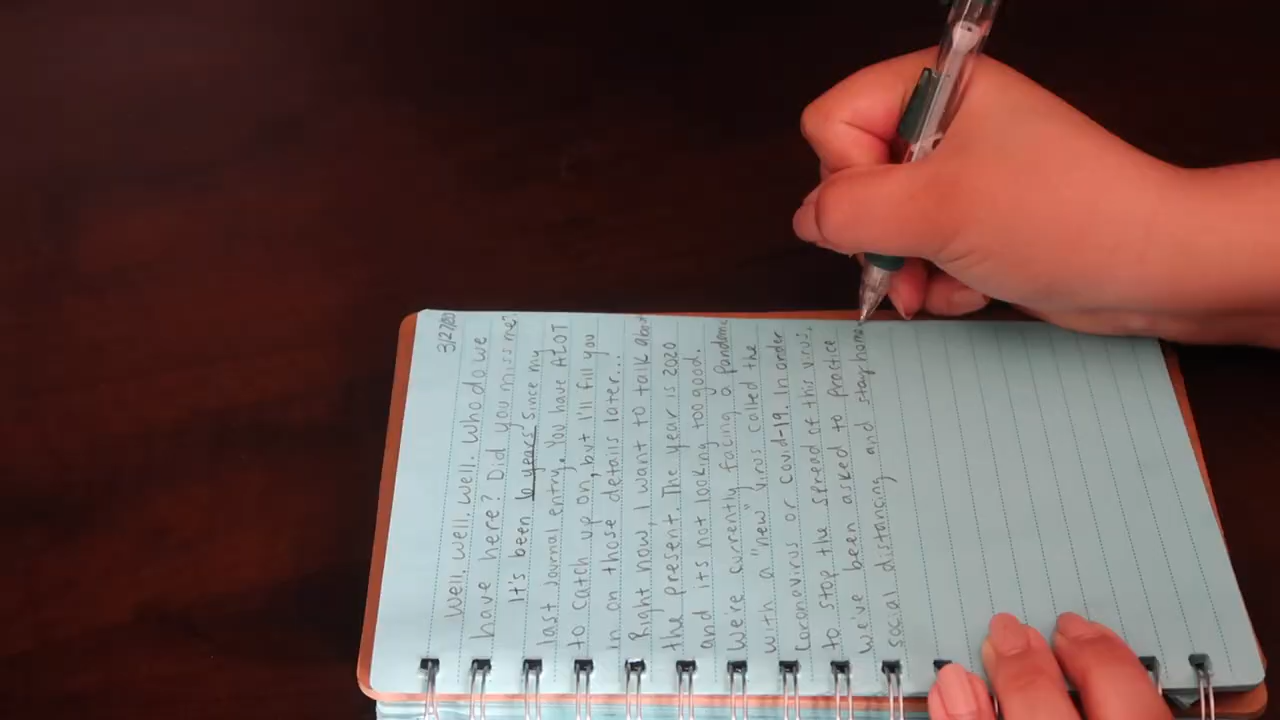 3/27/20
Well. Well. Well. Who do we
have here? Did you miss me?
It's been 6 years since my
last journal entry. You have ALOT
to catch up on, but I'll fill you
in on those details later...
Right now, I want to talk about
the present. The year is 2020
and its not looking too good.
We're currently facing a pandemic
with a "new" virus called the
Coronavirus or covid-19. In order
to stop the spread of this virus,
we've been asked to practice
social distancing and stay home